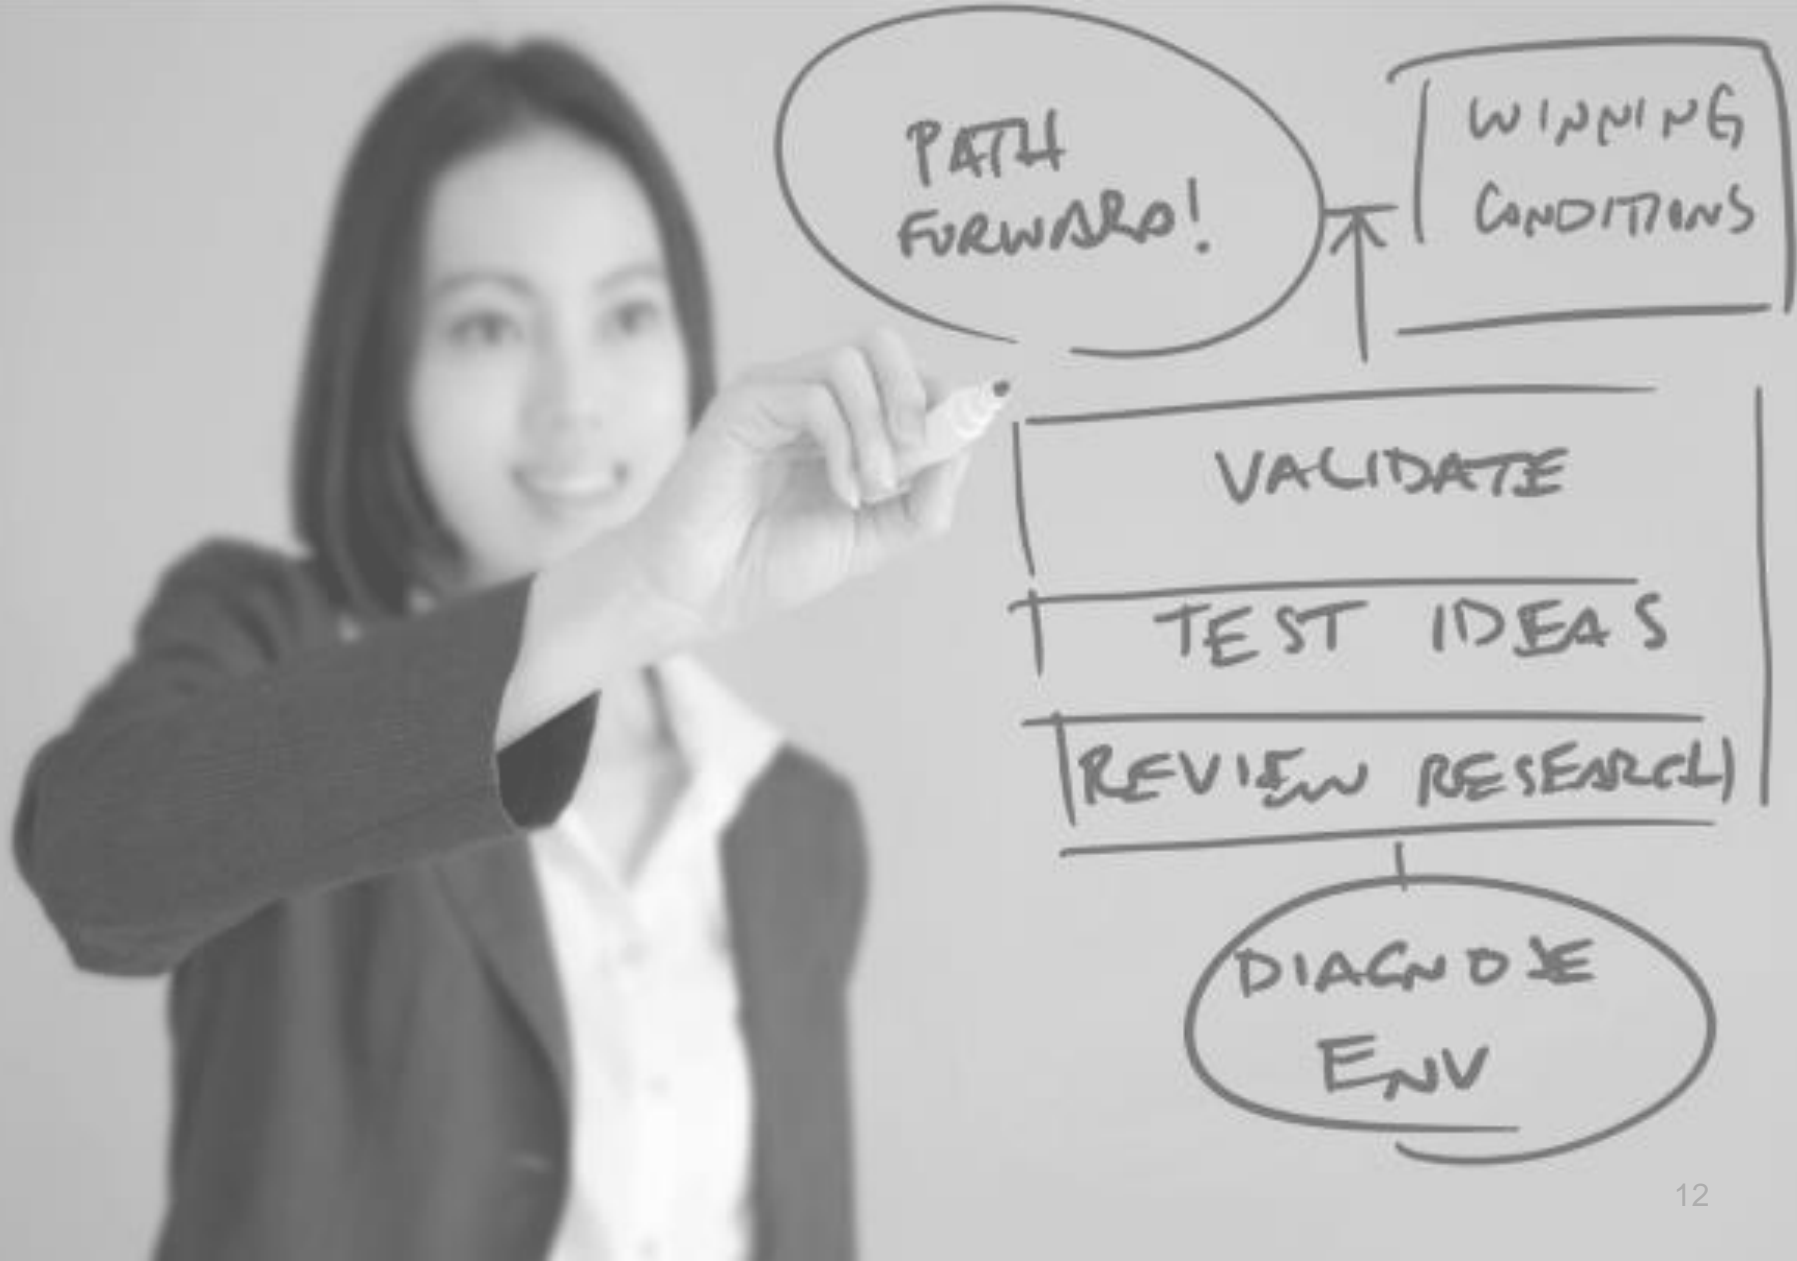 PATH
FORWARD!
WINNING
CONDITIONS
VALIDATE
TEST IDEAS
REVIEW RESEARCH
DIAGNOSE
ENV
12